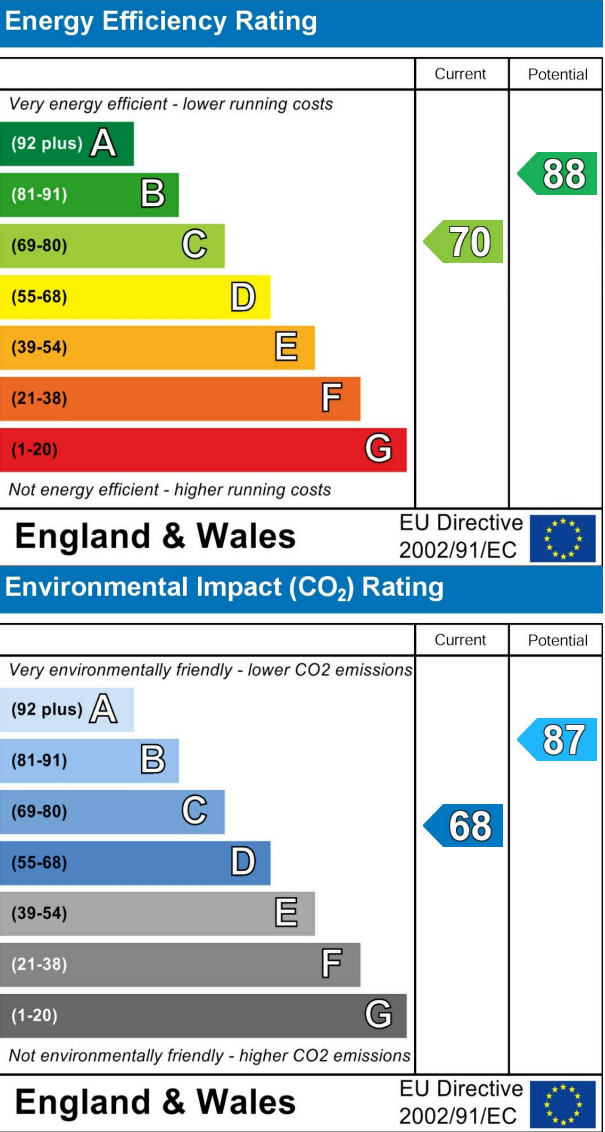 Energy Efficiency Rating
Current Potential
Very energy efficient - lower running costs
(92 plus) A
88
(81-91) B
(69-80) C
70
(55-68) D
(39-54) E
(21-38) F
(1-20) G
Not energy efficient - higher running costs
England & Wales
EU Directive
2002/91/EC
Environmental Impact (CO₂) Rating
Current Potential
Very environmentally friendly - lower CO2 emissions
(92 plus) A
87
(81-91) B
(69-80) C
68
(55-68) D
(39-54) E
(21-38) F
(1-20) G
Not environmentally friendly - higher CO2 emissions
England & Wales
EU Directive
2002/91/EC